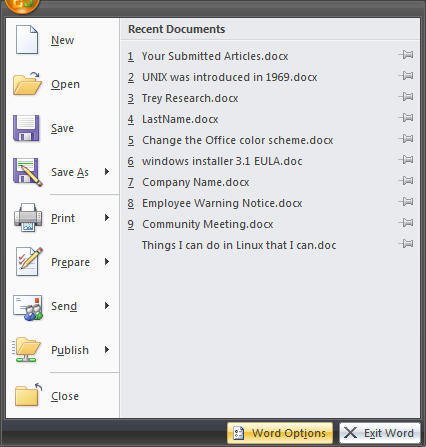 New
Open
Save
Save As
Print
Prepare
Send
Publish
Close
Recent Documents
1 Your Submitted Articles.docx
2 UNIX was introduced in 1969.docx
3 Trey Research.docx
4 LastName.docx
5 Change the Office color scheme.docx
6 windows installer 3.1 EULA.doc
7 Company Name.docx
8 Employee Warning Notice.docx
9 Community Meeting.docx
Things I can do in Linux that I can.doc
Word Options
Exit Word